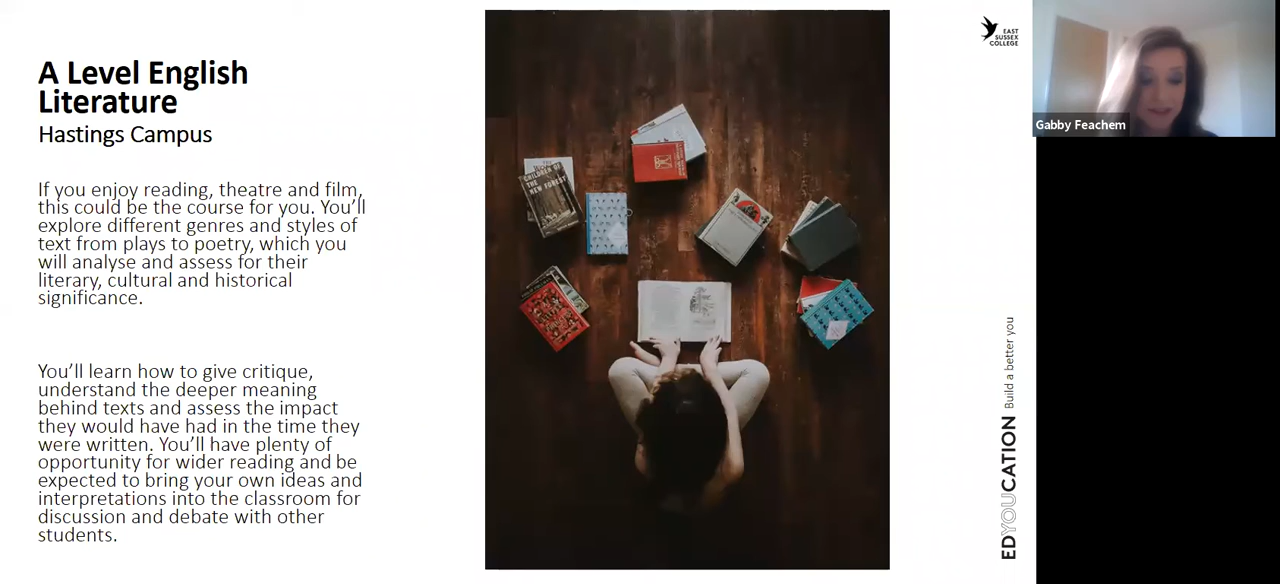 A Level English
Literature
Hastings Campus
If you enjoy reading, theatre and film,
this could be the course for you. You’ll
explore different genres and styles of
text from plays to poetry, which you
will analyse and assess for their
literary, cultural and historical
significance.
You’ll learn how to give critique,
understand the deeper meaning
behind texts and assess the impact
they would have had in the time they
were written. You’ll have plenty of
opportunity for wider reading and be
expected to bring your own ideas and
interpretations into the classroom for
discussion and debate with other
students.
CHILDREN OF
THE
NEW FOREST
EAST
SUSSEX
COLLEGE
EDYOUCATION Build a better you
Gabby Feachem